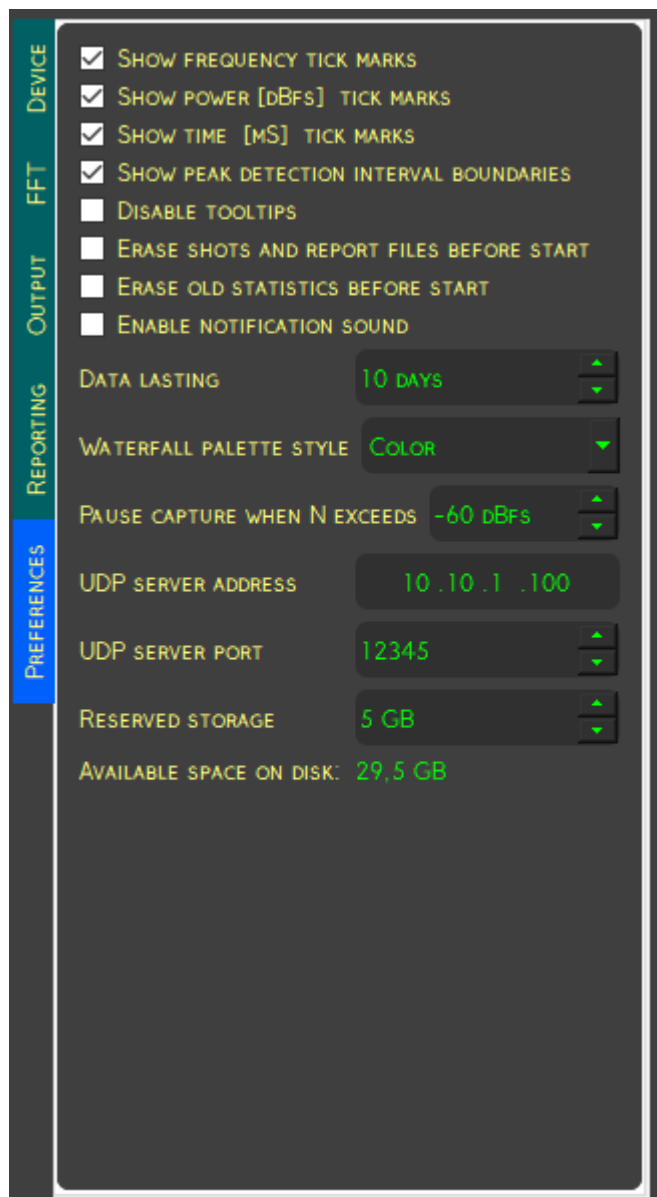 Device
FFT
Output
Reporting
Preferences
Show frequency tick marks
Show power [dBfs] tick marks
Show time [mS] tick marks
Show peak detection interval boundaries
Disable tooltips
Erase shots and report files before start
Erase old statistics before start
Enable notification sound
Data lasting 10 days
Waterfall palette style Color
Pause capture when N exceeds -60 dBfs
UDP server address 10 .10 .1 .100
UDP server port 12345
Reserved storage 5 GB
Available space on disk: 29,5 GB